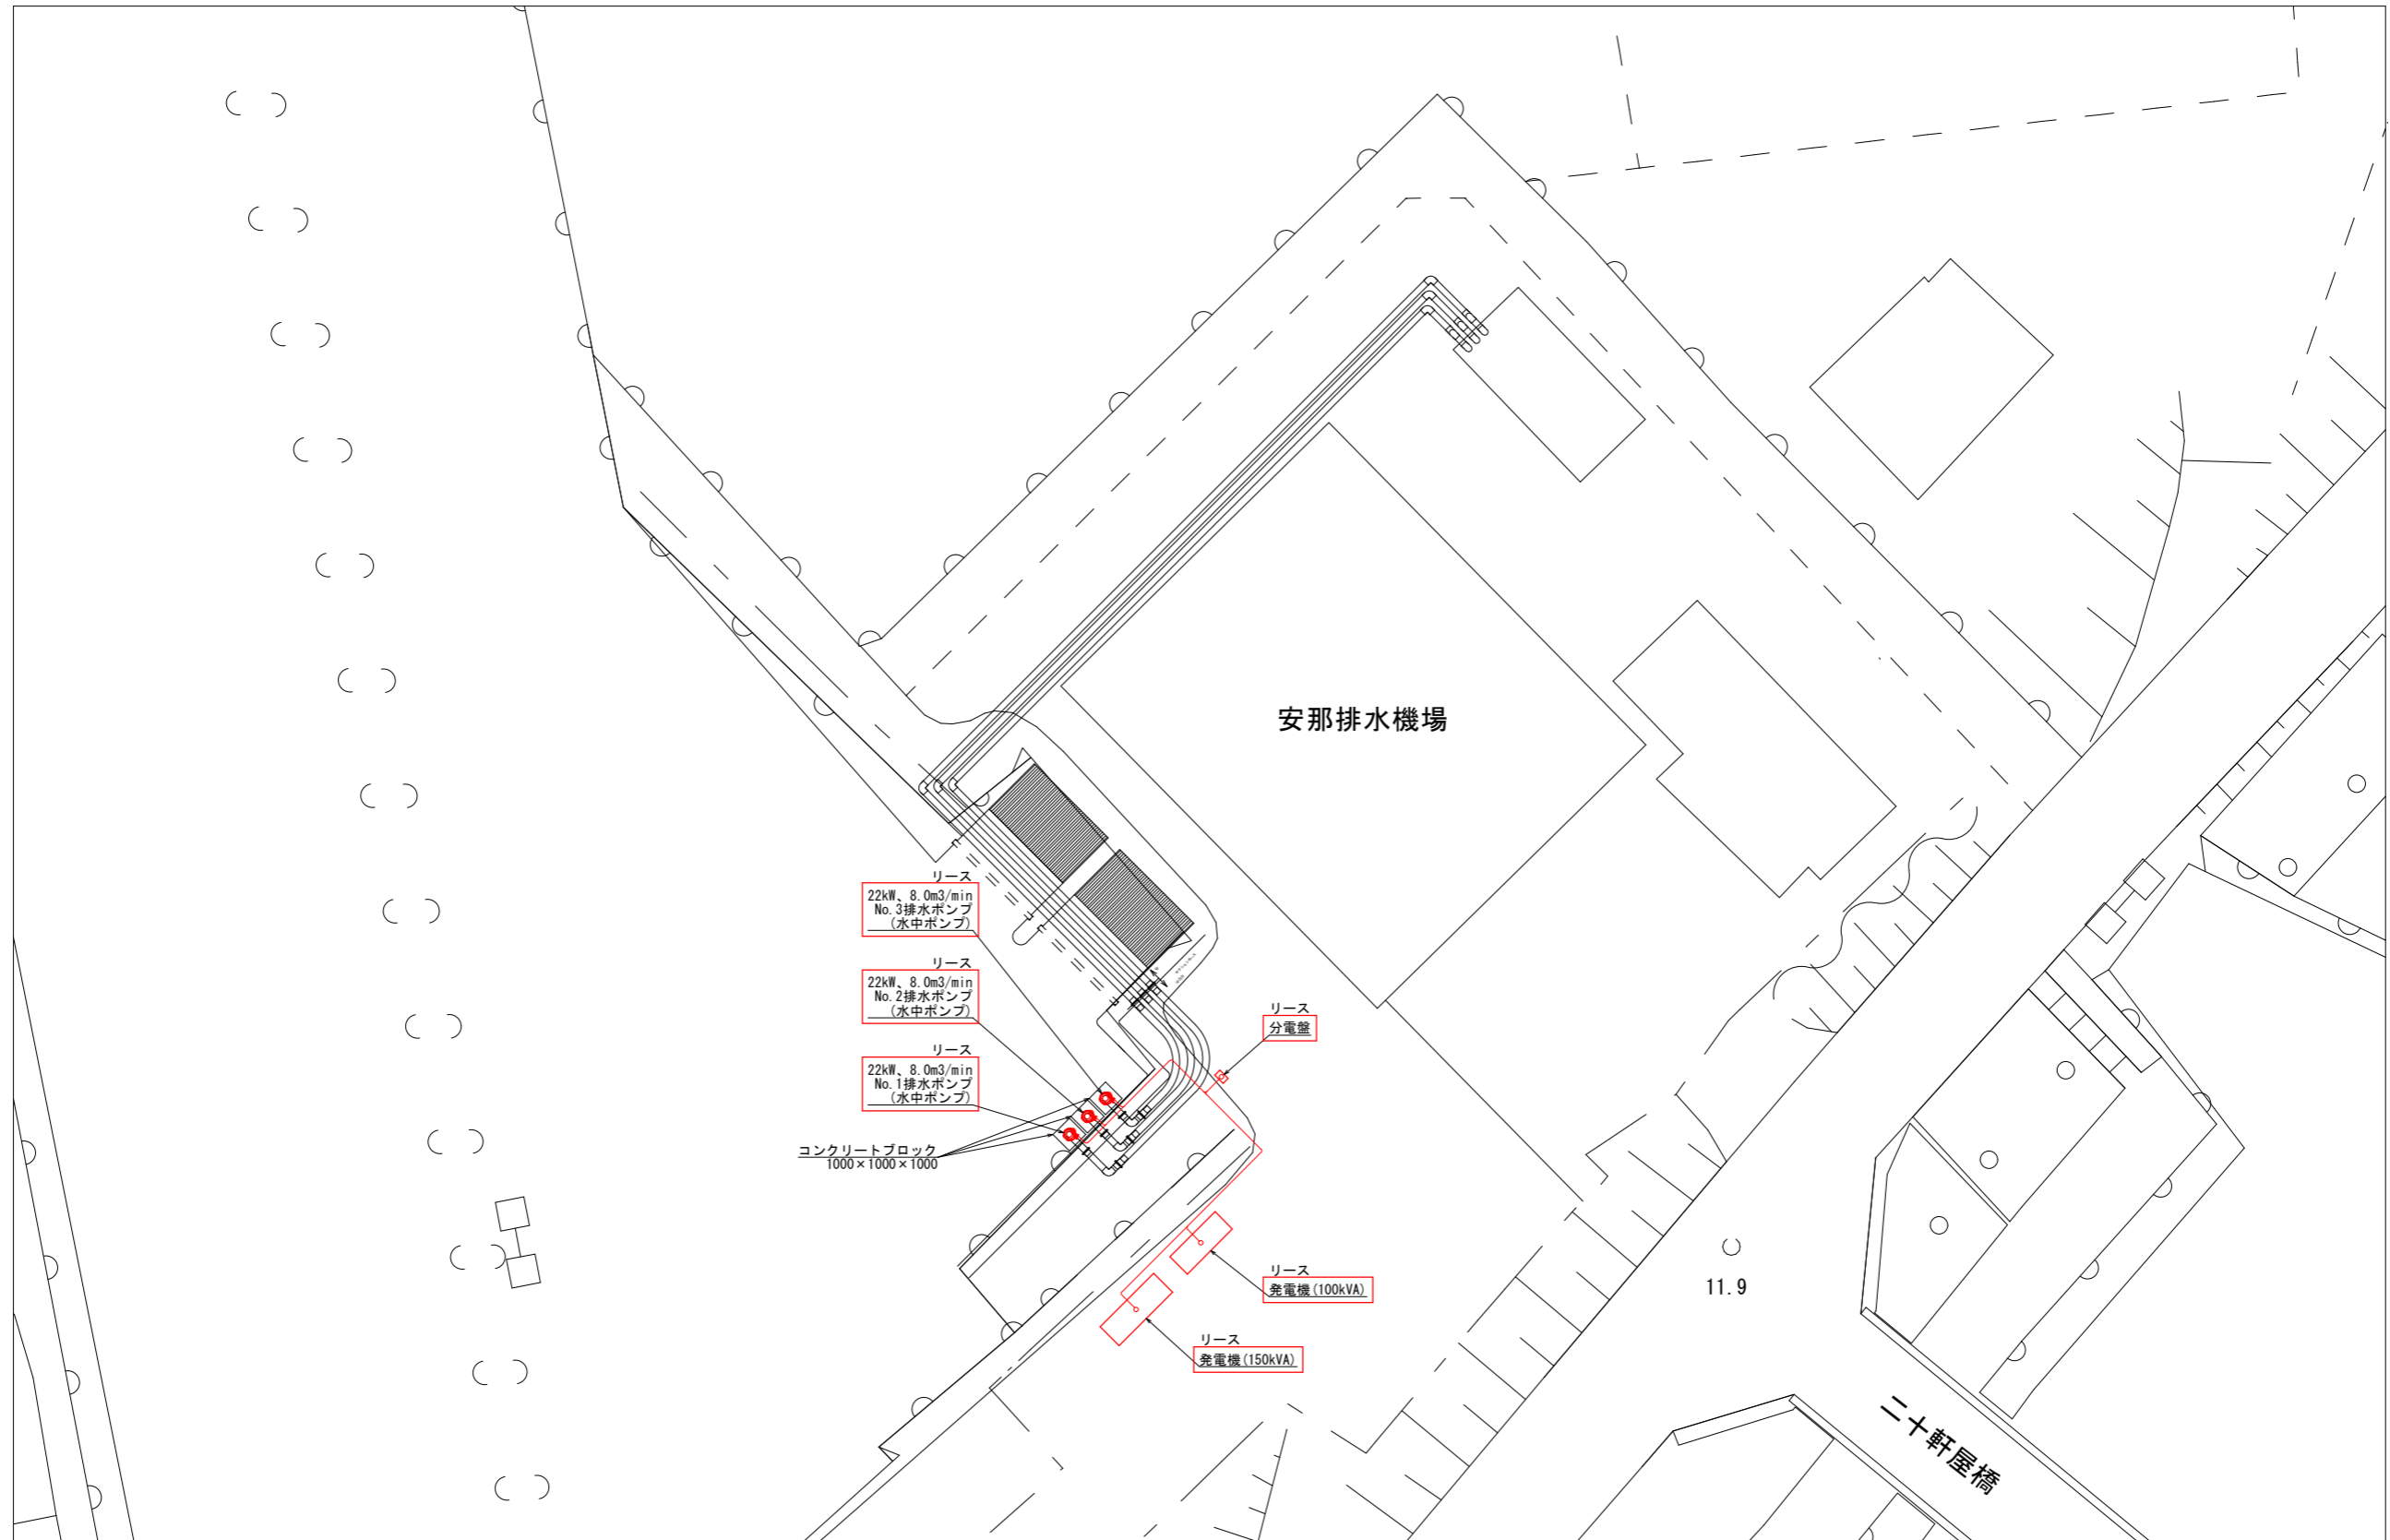 安那排水機場
リース
22kW、8.0m3/min
No.3排水ポンプ
(水中ポンプ)
リース
22kW、8.0m3/min
No.2排水ポンプ
(水中ポンプ)
リース
分電盤
リース
22kW、8.0m3/min
No.1排水ポンプ
(水中ポンプ)
コンクリートブロック
1000×1000×1000
リース
発電機(100kVA)
11.9
リース
発電機(150kVA)
二十軒屋橋